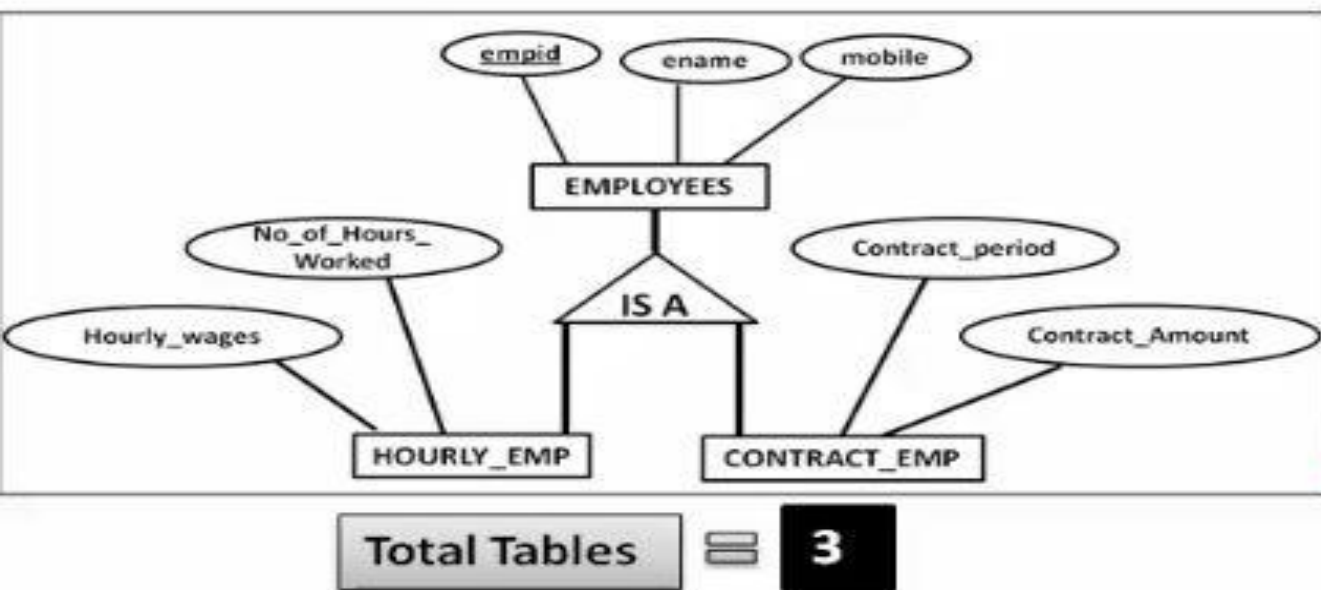 empid
ename
mobile
EMPLOYEES
No_of_Hours_
Worked
Contract_period
IS A
Hourly_wages
Contract_Amount
HOURLY_EMP
CONTRACT_EMP
Total Tables = 3